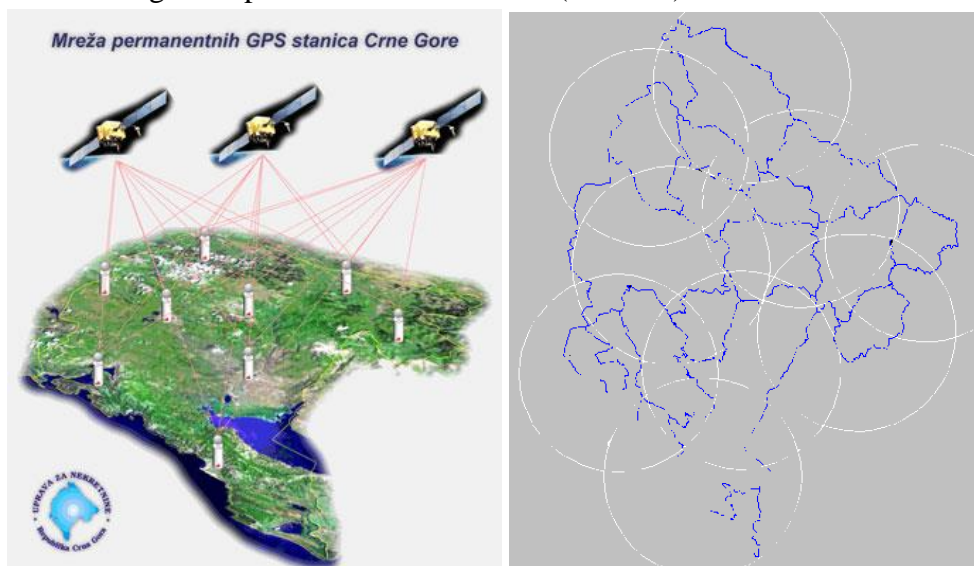 Mreža permanentnih GPS stanica Crne Gore
UPRAVA ZA NEKRETNINE
Republika Crna Gora